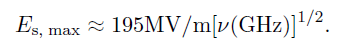 E_{s, max} ≈ 195MV/m[ν(GHz)]^{1/2}.